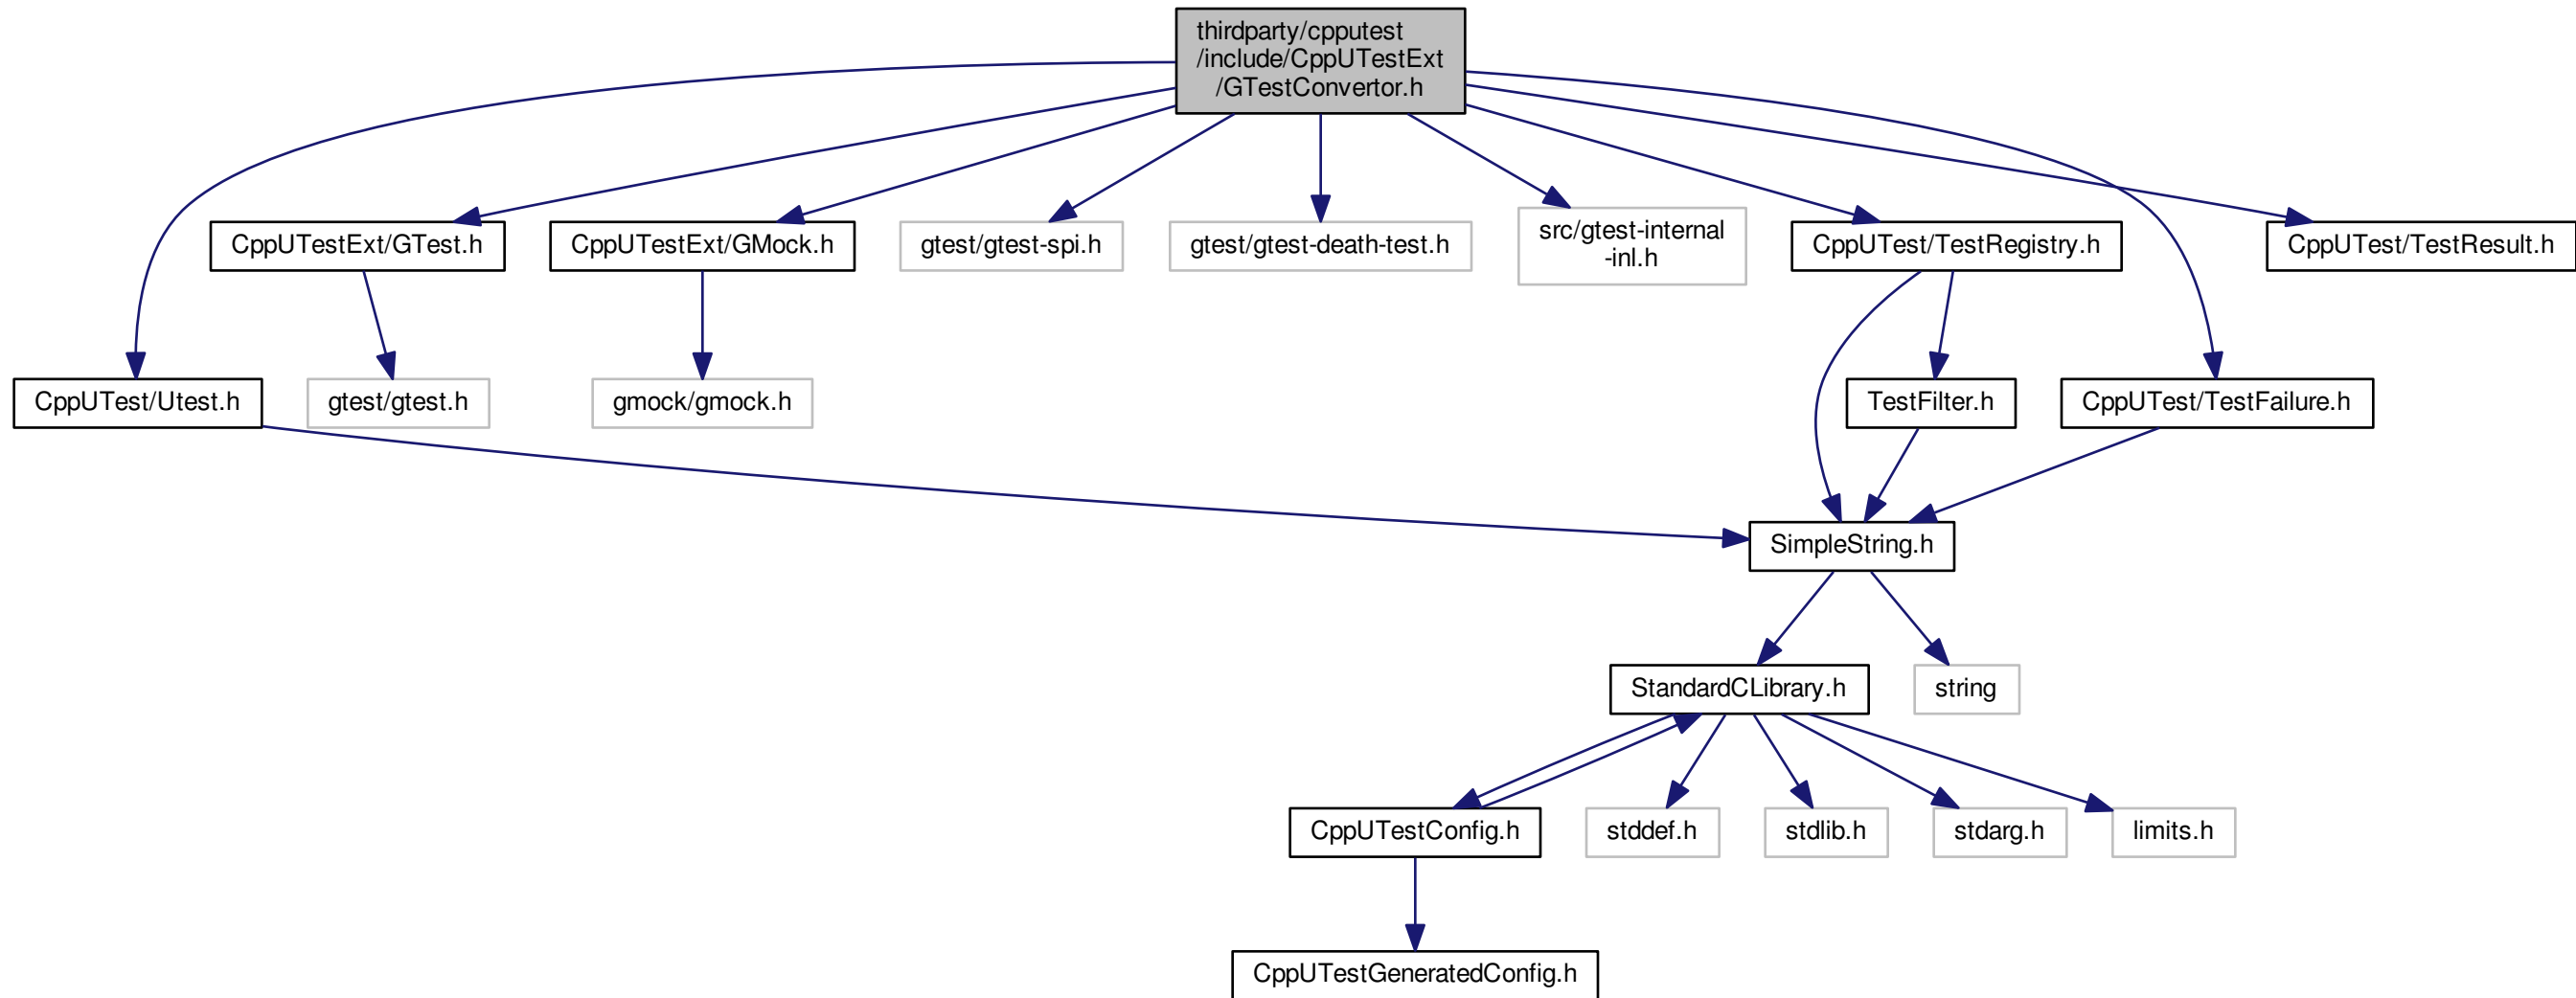 thirdparty/cpputest
/include/CppUTestExt
/GTestConvertor.h
CppUTestExt/GTest.h
CppUTestExt/GMock.h
gtest/gtest-spi.h
gtest/gtest-death-test.h
src/gtest-internal
-inl.h
CppUTest/TestRegistry.h
CppUTest/TestResult.h
CppUTest/Utest.h
gtest/gtest.h
gmock/gmock.h
TestFilter.h
CppUTest/TestFailure.h
SimpleString.h
StandardCLibrary.h
string
CppUTestConfig.h
stddef.h
stdlib.h
stdarg.h
limits.h
CppUTestGeneratedConfig.h